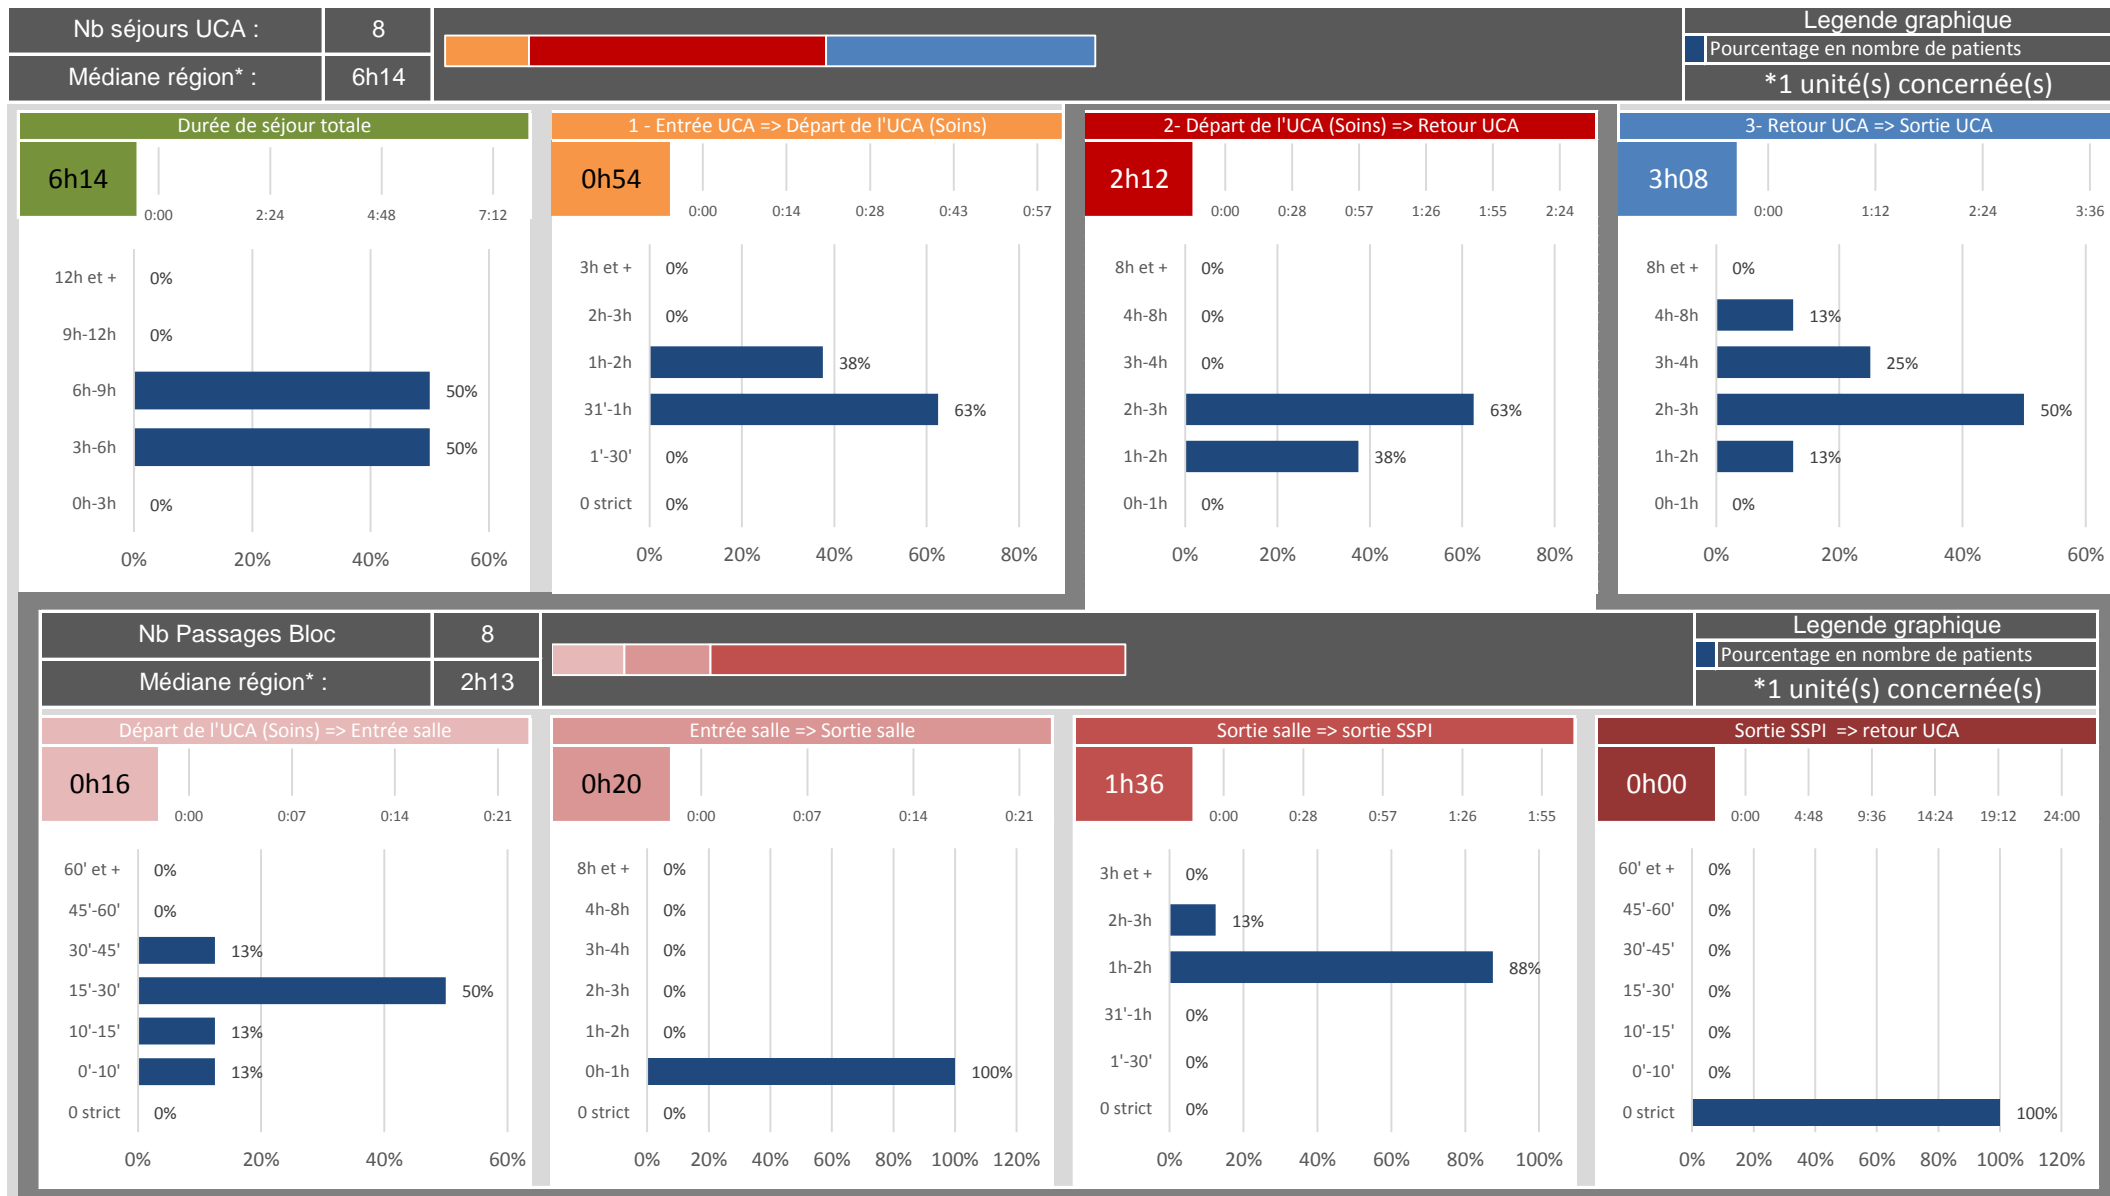 Nb séjours UCA : 8
Médiane région* : 6h14
Legende graphique
Pourcentage en nombre de patients
*1 unité(s) concernée(s)
Durée de séjour totale
6h14
0:00 2:24 4:48 7:12
12h et + 0%
9h-12h 0%
6h-9h 50%
3h-6h 50%
0h-3h 0%
0% 20% 40% 60%
1 - Entrée UCA => Départ de l'UCA (Soins)
0h54
0:00 0:14 0:28 0:43 0:57
3h et + 0%
2h-3h 0%
1h-2h 38%
31'-1h 63%
1'-30' 0%
0 strict 0%
0% 20% 40% 60% 80%
2- Départ de l'UCA (Soins) => Retour UCA
2h12
0:00 0:28 0:57 1:26 1:55 2:24
8h et + 0%
4h-8h 0%
3h-4h 0%
2h-3h 63%
1h-2h 38%
0h-1h 0%
0% 20% 40% 60% 80%
3- Retour UCA => Sortie UCA
3h08
0:00 1:12 2:24 3:36
8h et + 0%
4h-8h 13%
3h-4h 25%
2h-3h 50%
1h-2h 13%
0h-1h 0%
0% 20% 40% 60%
Nb Passages Bloc 8
Médiane région* : 2h13
Legende graphique
Pourcentage en nombre de patients
*1 unité(s) concernée(s)
Départ de l'UCA (Soins) => Entrée salle
0h16
0:00 0:07 0:14 0:21
60' et + 0%
45'-60' 0%
30'-45' 13%
15'-30' 50%
10'-15' 13%
0'-10' 13%
0 strict 0%
0% 20% 40% 60%
Entrée salle => Sortie salle
0h20
0:00 0:07 0:14 0:21
8h et + 0%
4h-8h 0%
3h-4h 0%
2h-3h 0%
1h-2h 0%
0h-1h 100%
0 strict 0%
0% 20% 40% 60% 80% 100% 120%
Sortie salle => sortie SSPI
1h36
0:00 0:28 0:57 1:26 1:55
3h et + 0%
2h-3h 13%
1h-2h 88%
31'-1h 0%
1'-30' 0%
0 strict 0%
0% 20% 40% 60% 80% 100%
Sortie SSPI => retour UCA
0h00
0:00 4:48 9:36 14:24 19:12 24:00
60' et + 0%
45'-60' 0%
30'-45' 0%
15'-30' 0%
10'-15' 0%
0'-10' 0%
0 strict 100%
0% 20% 40% 60% 80% 100% 120%